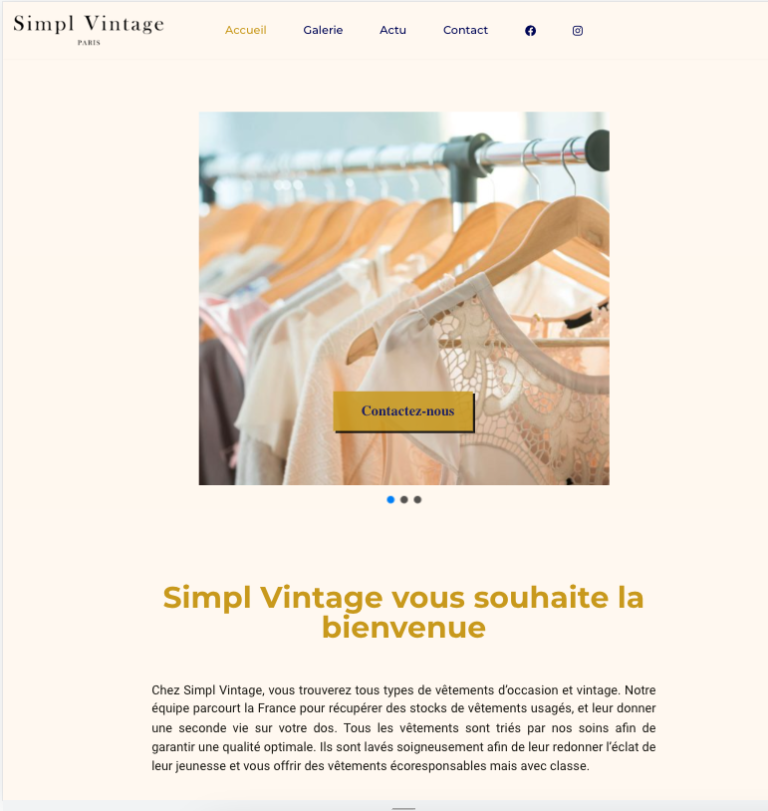 Simpl Vintage
PARIS
Accueil Galerie Actu Contact
Contactez-nous
Simpl Vintage vous souhaite la
bienvenue
Chez Simpl Vintage, vous trouverez tous types de vêtements d’occasion et vintage. Notre
équipe parcourt la France pour récupérer des stocks de vêtements usagés, et leur donner
une seconde vie sur votre dos. Tous les vêtements sont triés par nos soins afin de
garantir une qualité optimale. Ils sont lavés soigneusement afin de leur redonner l’éclat de
leur jeunesse et vous offrir des vêtements écoresponsables mais avec classe.